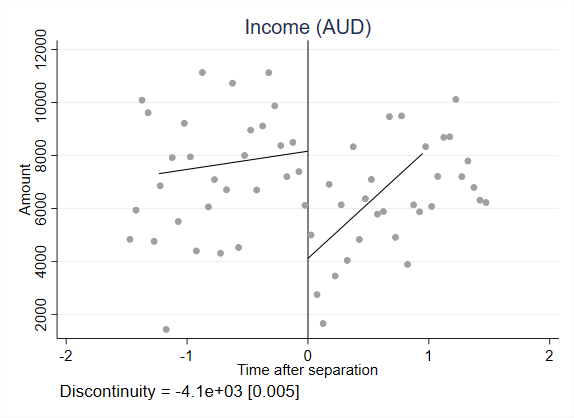 Income (AUD)
12000
10000
8000
6000
4000
2000
Amount
-2 -1 0 1 2
Time after separation
Discontinuity = -4.1e+03 [0.005]